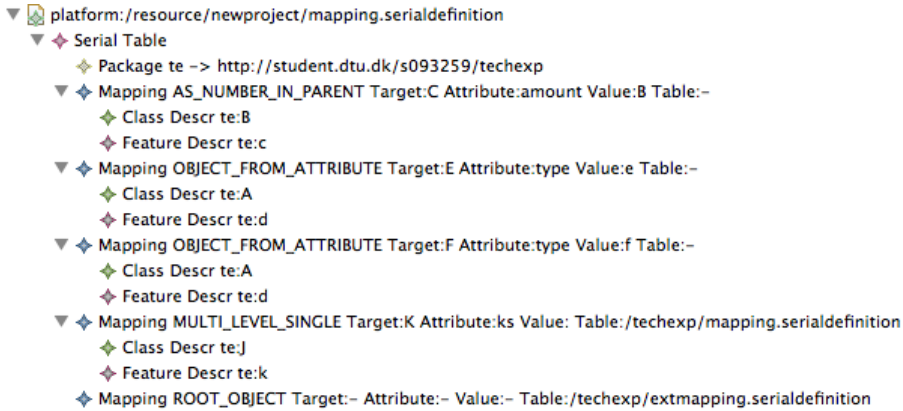 platform:/resource/newproject/mapping.serialdefinition
Serial Table
Package te -> http://student.dtu.dk/s093259/techexp
Mapping AS_NUMBER_IN_PARENT Target:C Attribute:amount Value:B Table:–
Class Descr te:B
Feature Descr te:c
Mapping OBJECT_FROM_ATTRIBUTE Target:E Attribute:type Value:e Table:–
Class Descr te:A
Feature Descr te:d
Mapping OBJECT_FROM_ATTRIBUTE Target:F Attribute:type Value:f Table:–
Class Descr te:A
Feature Descr te:d
Mapping MULTI_LEVEL_SINGLE Target:K Attribute:ks Value: Table:/techexp/mapping.serialdefinition
Class Descr te:J
Feature Descr te:k
Mapping ROOT_OBJECT Target:– Attribute:– Value:– Table:/techexp/extmapping.serialdefinition